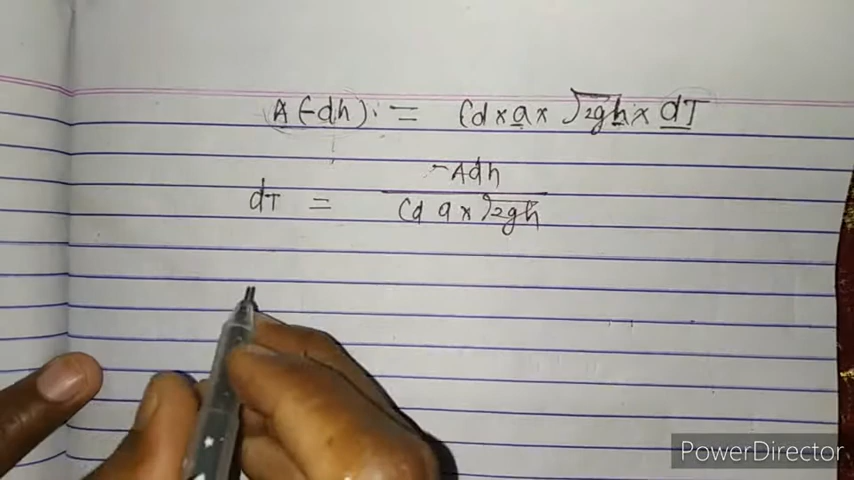 A (-dh) = Cd × a × √2gh × dT
-Adh
dT =
Cd a × √2gh
PowerDirector